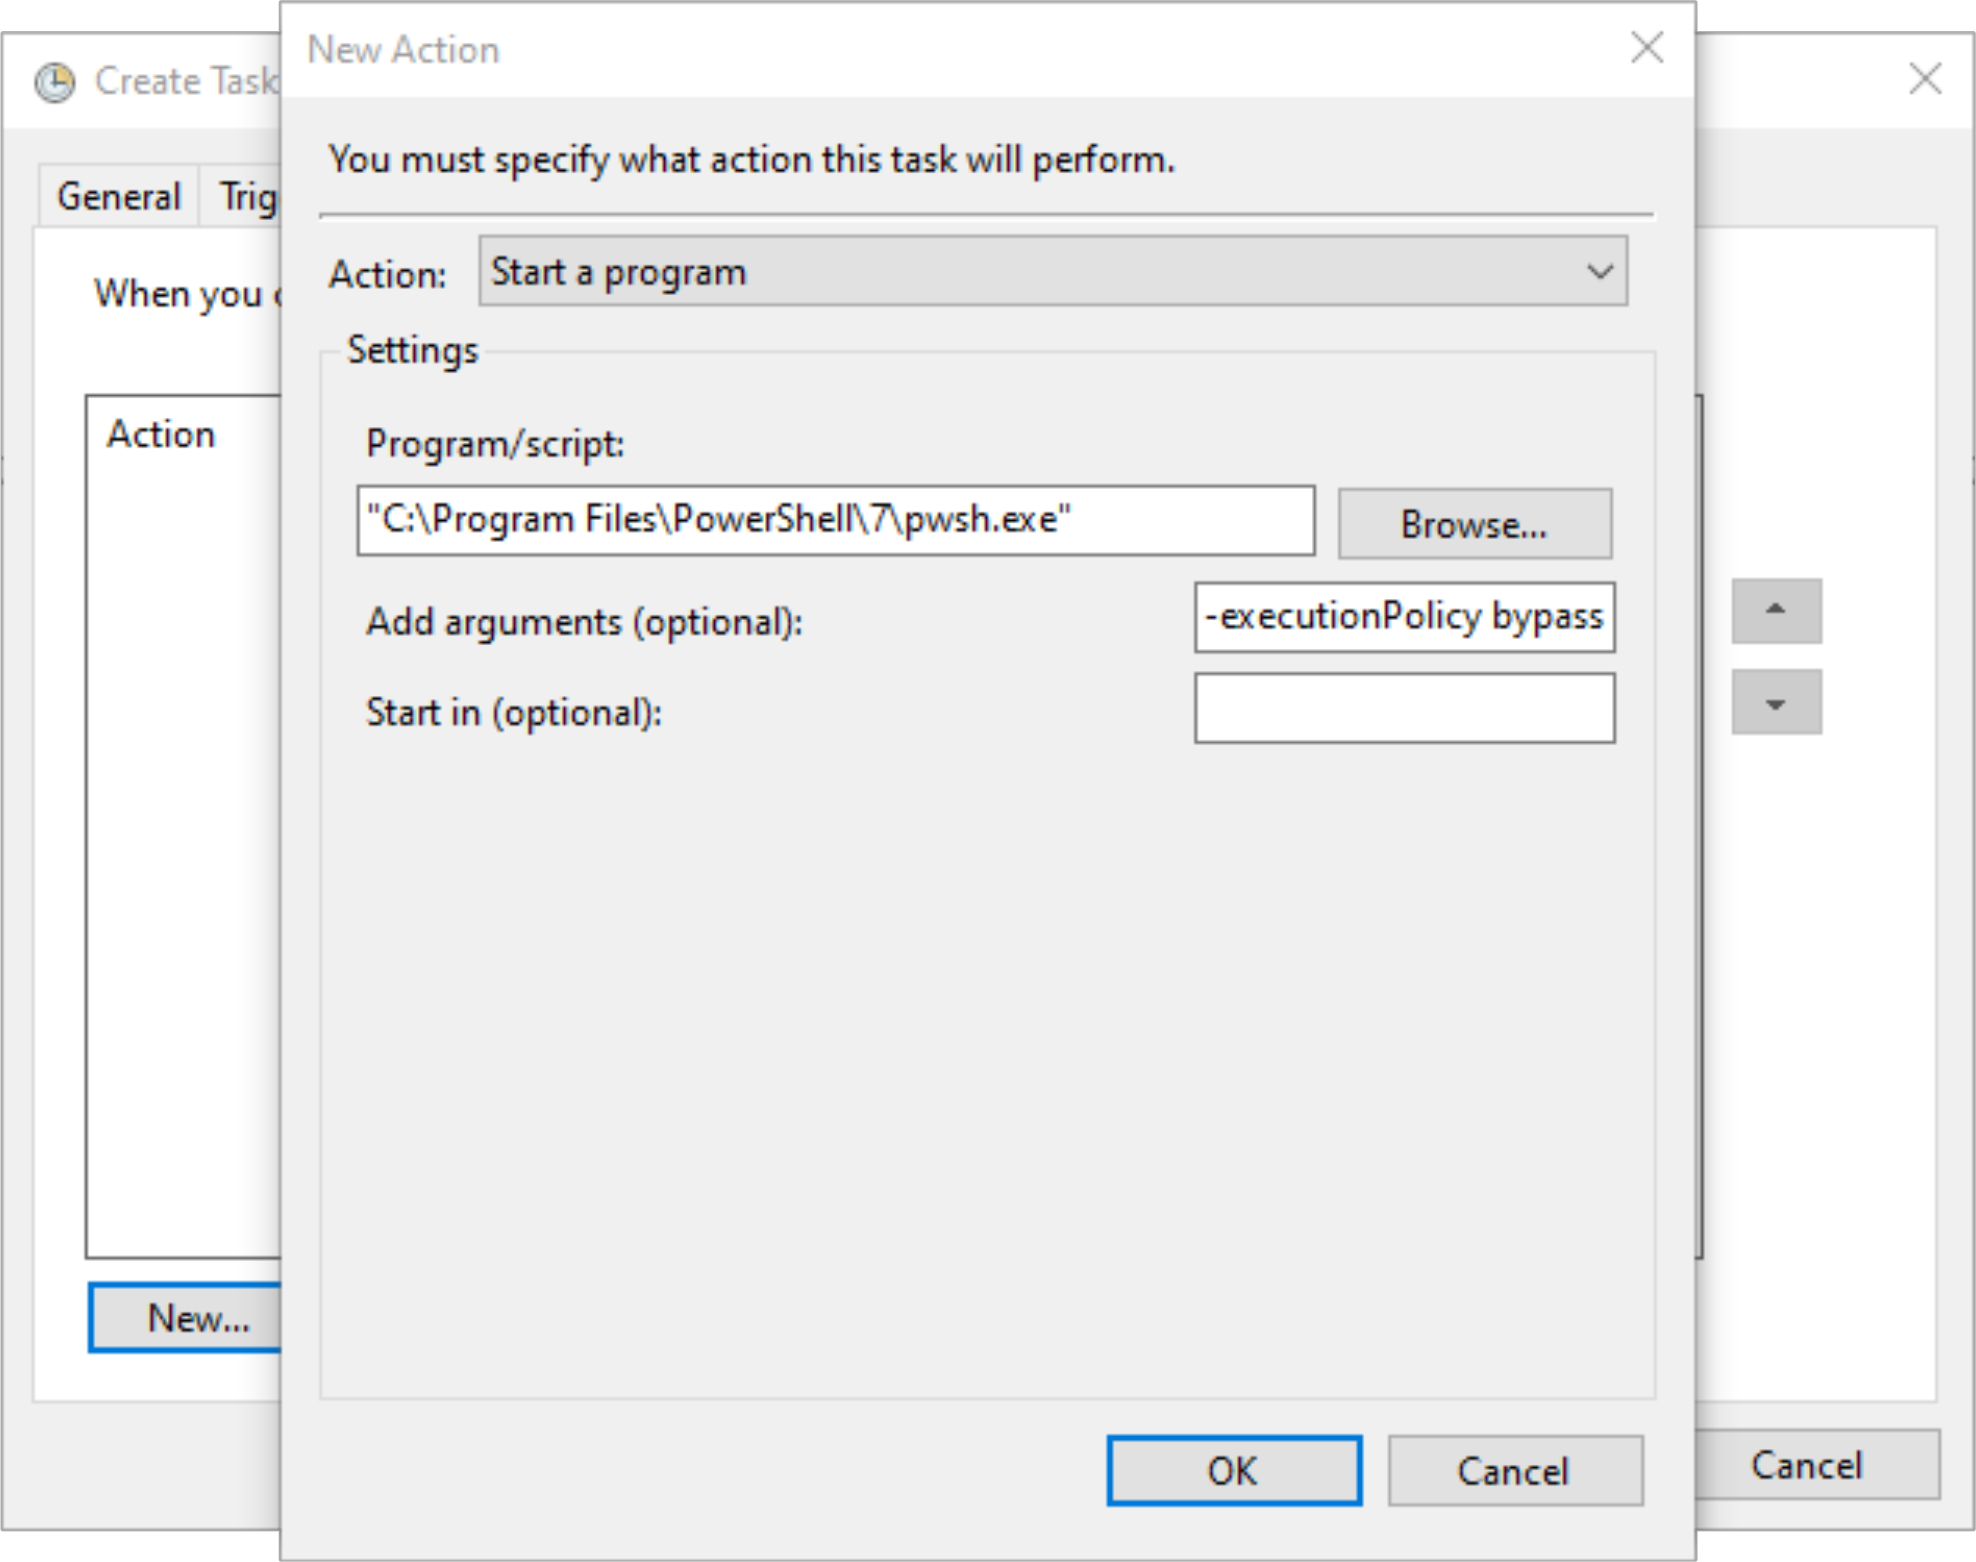 New Action
Create Task
You must specify what action this task will perform.
General Trig
Action: Start a program
When you
Settings
Action
Program/script:
"C:\Program Files\PowerShell\7\pwsh.exe" Browse...
Add arguments (optional): -executionPolicy bypass
Start in (optional):
New...
OK Cancel
Cancel